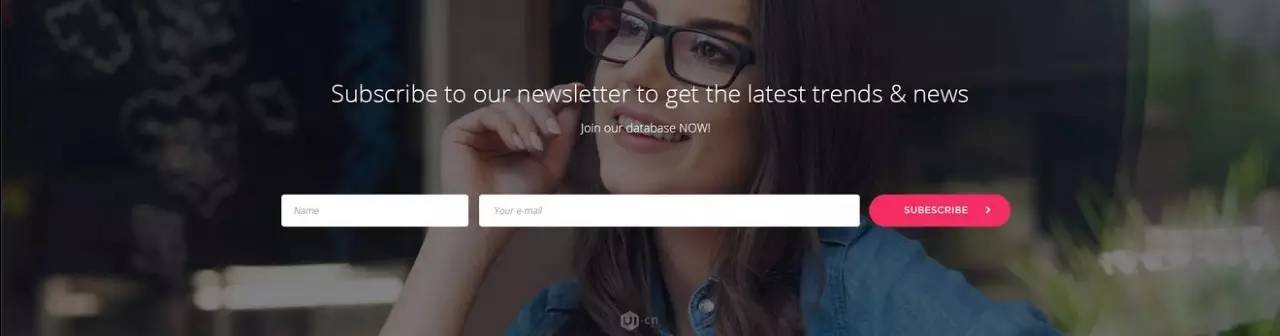 Subscribe to our newsletter to get the latest trends & news
Join our database NOW!
Name
Your e-mail
SUBESCRIBE
UI·cn